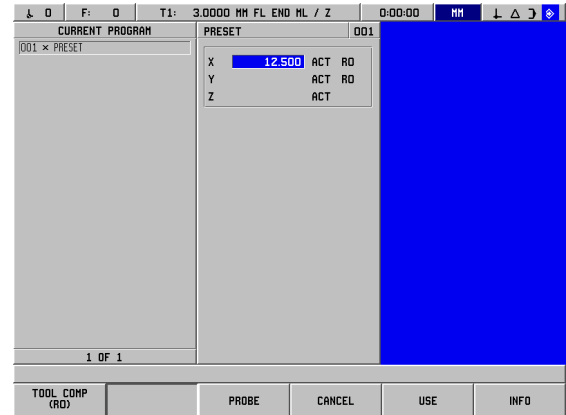 0 F: 0 T1: 3.0000 MM FL END ML / Z 0:00:00 MM
CURRENT PROGRAM
001 × PRESET
1 OF 1
PRESET 001
X 12.500 ACT R0
Y ACT R0
Z ACT
TOOL COMP
(R0)
PROBE
CANCEL
USE
INFO